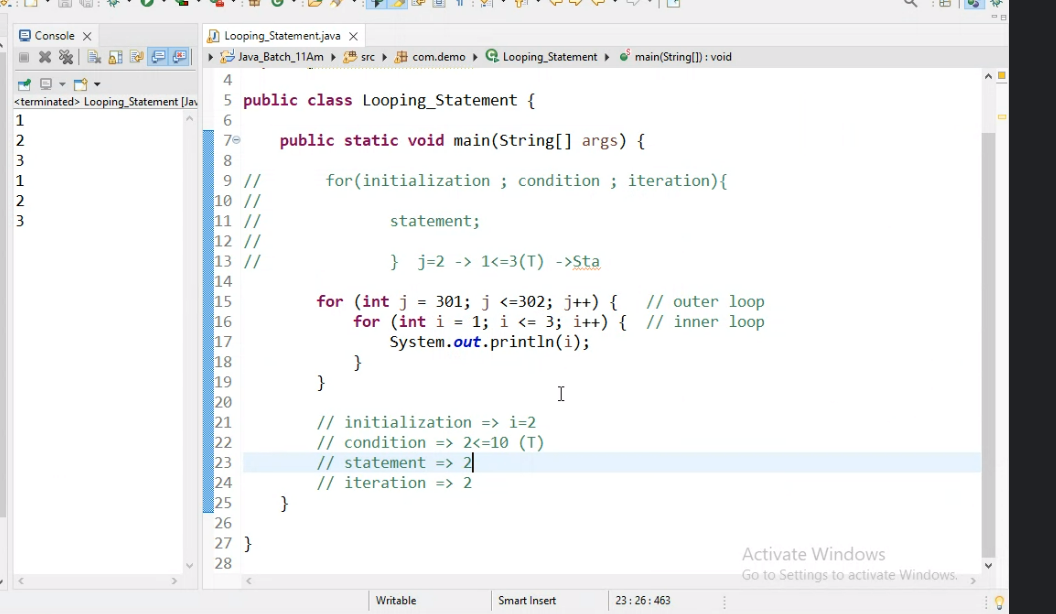 Console
<terminated> Looping_Statement [Jav
1
2
3
1
2
3
Looping_Statement.java
Java_Batch_11Am
src
com.demo
Looping_Statement
main(String[]) : void
4
5 public class Looping_Statement {
6
7 public static void main(String[] args) {
8
9 // for(initialization ; condition ; iteration){
10 //
11 // statement;
12 //
13 // } j=2 -> 1<=3(T) ->Sta
14
15 for (int j = 301; j <=302; j++) { // outer loop
16 for (int i = 1; i <= 3; i++) { // inner loop
17 System.out.println(i);
18 }
19 }
20
21 // initialization => i=2
22 // condition => 2<=10 (T)
23 // statement => 2
24 // iteration => 2
25 }
26
27 }
28
Activate Windows
Go to Settings to activate Windows.
Writable
Smart Insert
23 : 26 : 463